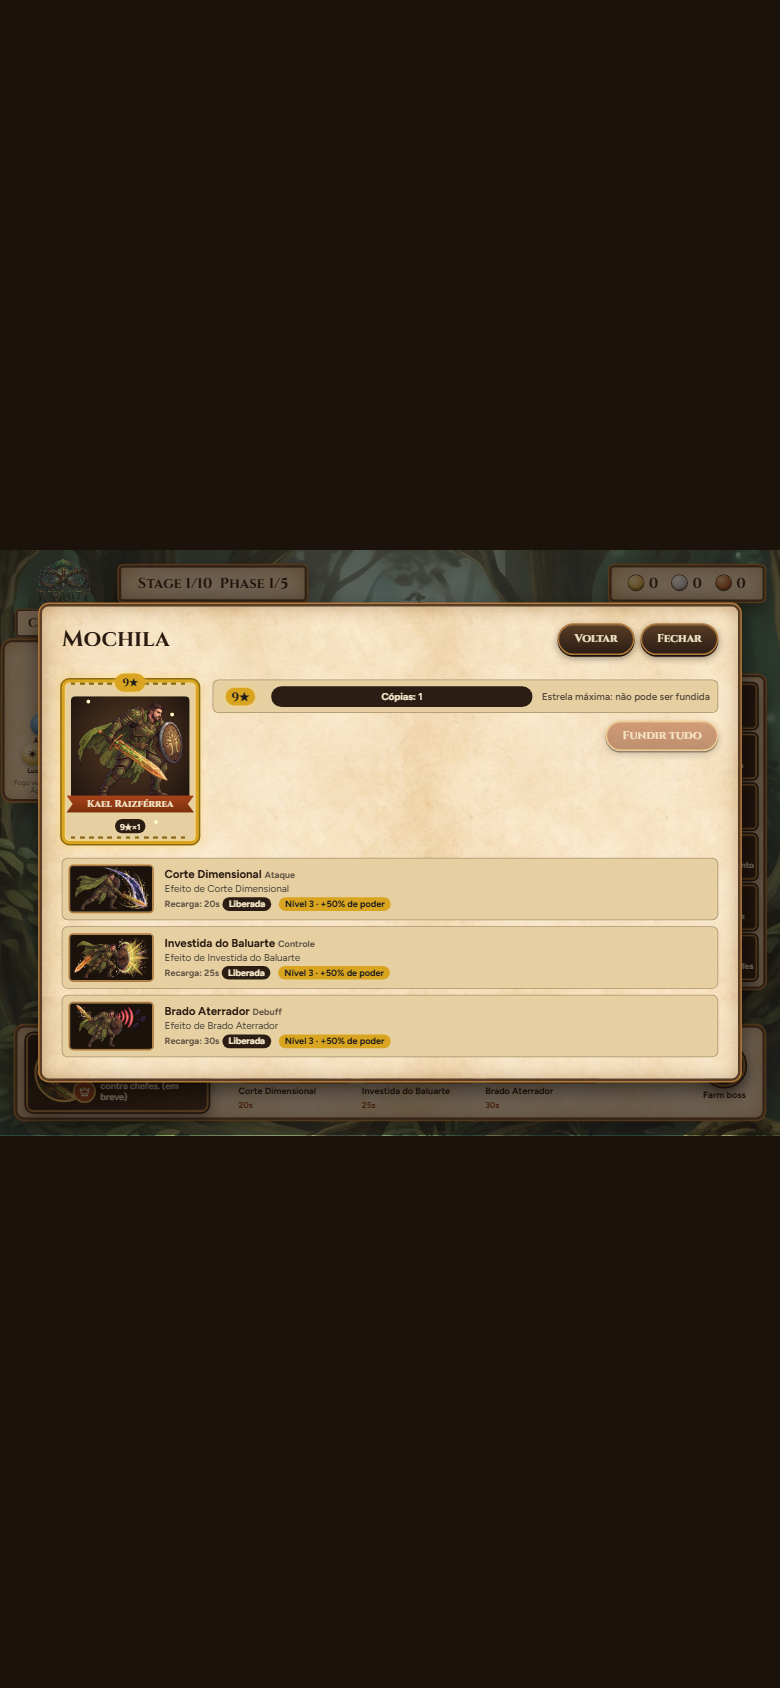 Stage 1/10 Phase 1/5
0 0 0
C
Mochila
Voltar
Fechar
9★
Kael Raizférrea
9★×1
9★
Cópias: 1
Estrela máxima: não pode ser fundida
Fundir tudo
Corte Dimensional Ataque
Efeito de Corte Dimensional
Recarga: 20s Liberada Nível 3 · +50% de poder
Investida do Baluarte Controle
Efeito de Investida do Baluarte
Recarga: 25s Liberada Nível 3 · +50% de poder
Brado Aterrador Debuff
Efeito de Brado Aterrador
Recarga: 30s Liberada Nível 3 · +50% de poder
contra chefes. (em
breve)
Corte Dimensional
20s
Investida do Baluarte
25s
Brado Aterrador
30s
Farm boss